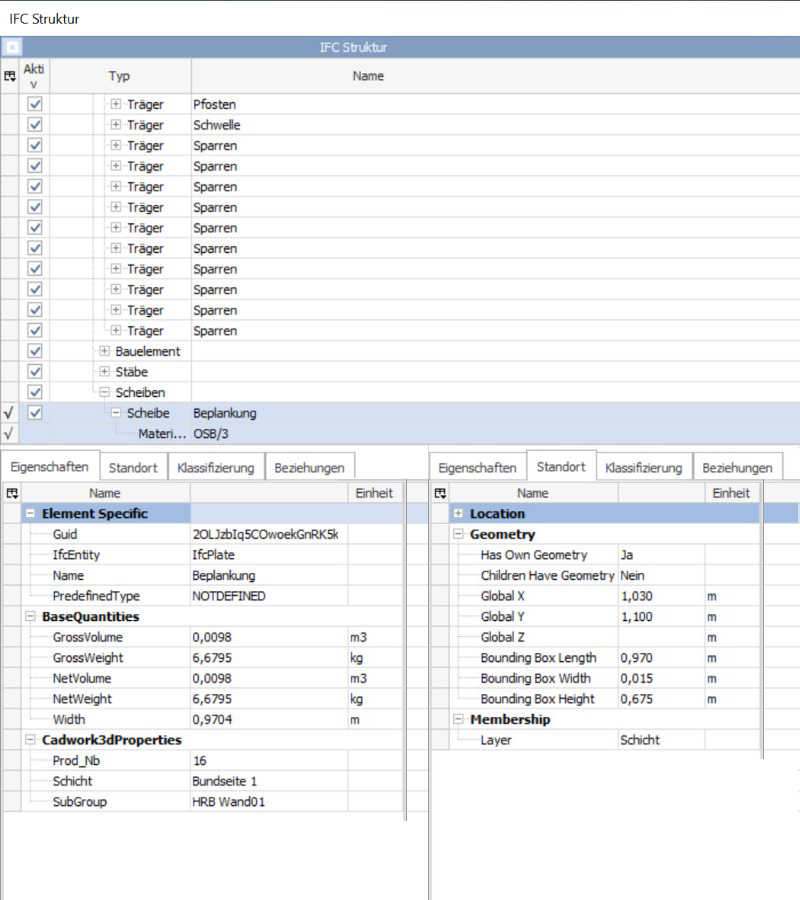 IFC Struktur
IFC Struktur
Aktiv Typ Name
Träger Pfosten
Träger Schwelle
Träger Sparren
Träger Sparren
Träger Sparren
Träger Sparren
Träger Sparren
Träger Sparren
Träger Sparren
Träger Sparren
Träger Sparren
Träger Sparren
Bauelement
Stäbe
Scheiben
Scheibe Beplankung
Materi... OSB/3
Eigenschaften Standort Klassifizierung Beziehungen
Name Einheit
Element Specific
Guid 2OLJzbIq5COwoekGnRK5k
IfcEntity IfcPlate
Name Beplankung
PredefinedType NOTDEFINED
BaseQuantities
GrossVolume 0,0098 m3
GrossWeight 6,6795 kg
NetVolume 0,0098 m3
NetWeight 6,6795 kg
Width 0,9704 m
Cadwork3dProperties
Prod_Nb 16
Schicht Bundseite 1
SubGroup HRB Wand01
Eigenschaften Standort Klassifizierung Beziehungen
Name Einheit
Location
Geometry
Has Own Geometry Ja
Children Have Geometry Nein
Global X 1,030 m
Global Y 1,100 m
Global Z m
Bounding Box Length 0,970 m
Bounding Box Width 0,015 m
Bounding Box Height 0,675 m
Membership
Layer Schicht